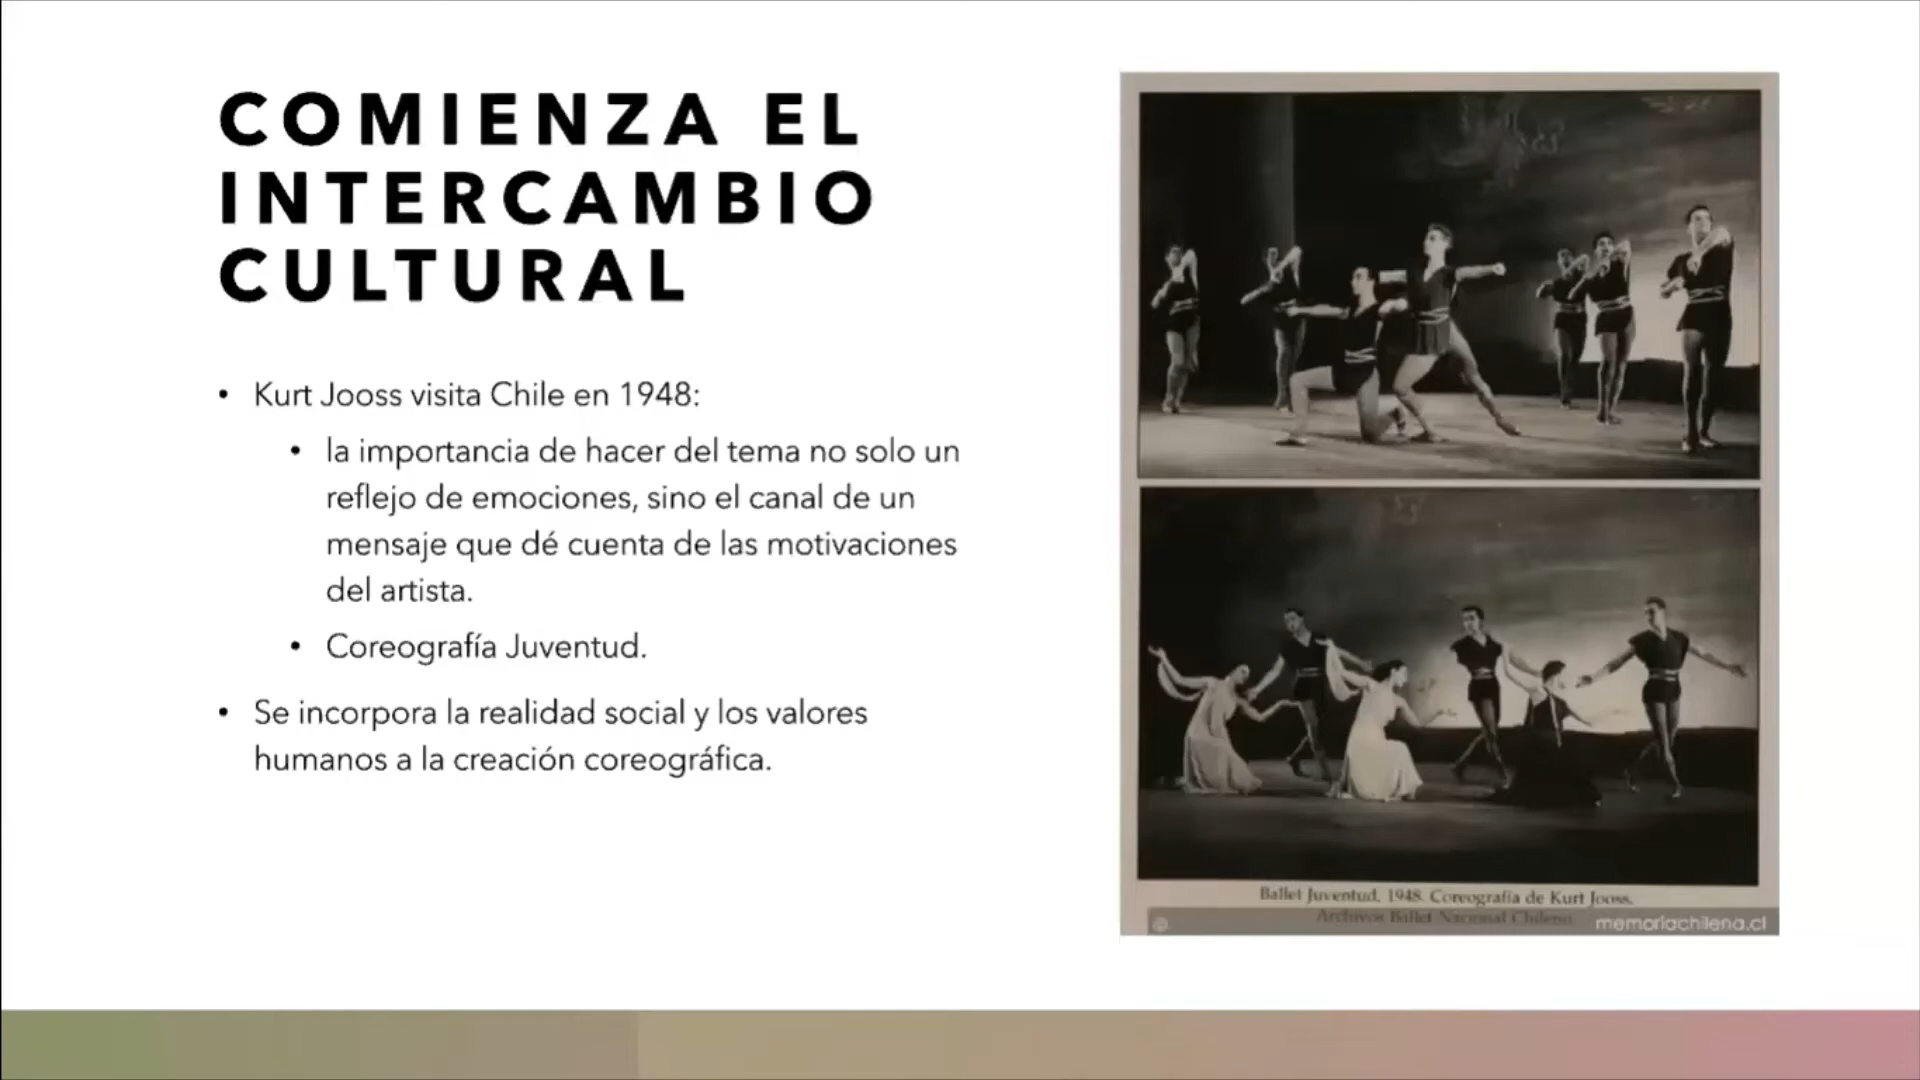 COMIENZA EL
INTERCAMBIO
CULTURAL
• Kurt Jooss visita Chile en 1948:
• la importancia de hacer del tema no solo un
reflejo de emociones, sino el canal de un
mensaje que dé cuenta de las motivaciones
del artista.
• Coreografía Juventud.
• Se incorpora la realidad social y los valores
humanos a la creación coreográfica.
Ballet Juventud, 1948. Coreografía de Kurt Jooss.
Archivos Ballet Nacional Chileno.
memoriachilena.cl